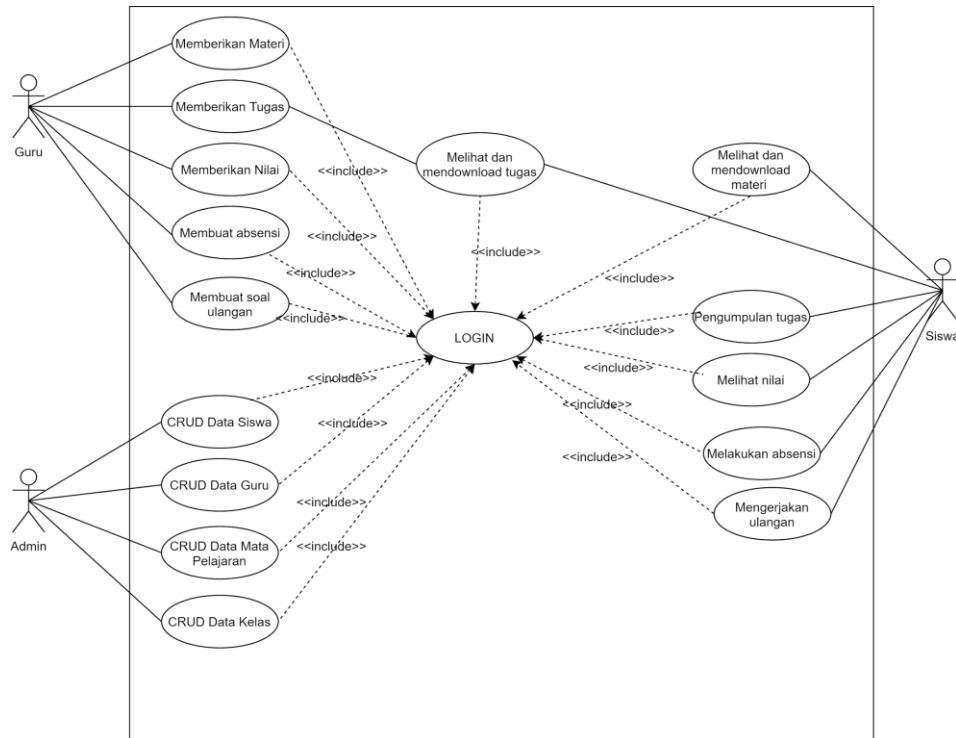 Memberikan Materi
Guru
Memberikan Tugas
Melihat dan
mendownload tugas
Melihat dan
mendownload
materi
Memberikan Nilai
<<include>>
Membuat absensi
<<include>>
<<include>>
<<include>>
<<include>>
Membuat soal
ulangan
<<include>>
LOGIN
Pengumpulan tugas
<<include>>
Siswa
<<include>>
Melihat nilai
<<include>>
CRUD Data Siswa
<<include>>
Melakukan absensi
<<include>>
<<include>>
CRUD Data Guru
<<include>>
Mengerjakan
ulangan
Admin
CRUD Data Mata
Pelajaran
<<include>>
CRUD Data Kelas